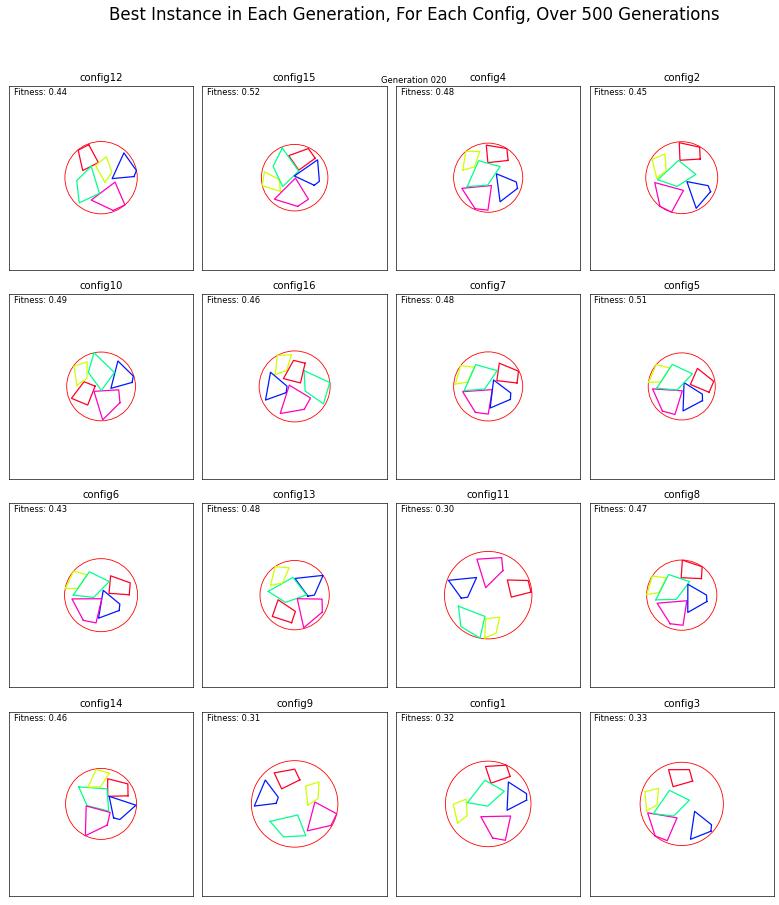 Best Instance in Each Generation, For Each Config, Over 500 Generations
Generation 020
config12
Fitness: 0.44
config15
Fitness: 0.52
config4
Fitness: 0.48
config2
Fitness: 0.45
config10
Fitness: 0.49
config16
Fitness: 0.46
config7
Fitness: 0.48
config5
Fitness: 0.51
config6
Fitness: 0.43
config13
Fitness: 0.48
config11
Fitness: 0.30
config8
Fitness: 0.47
config14
Fitness: 0.46
config9
Fitness: 0.31
config1
Fitness: 0.32
config3
Fitness: 0.33